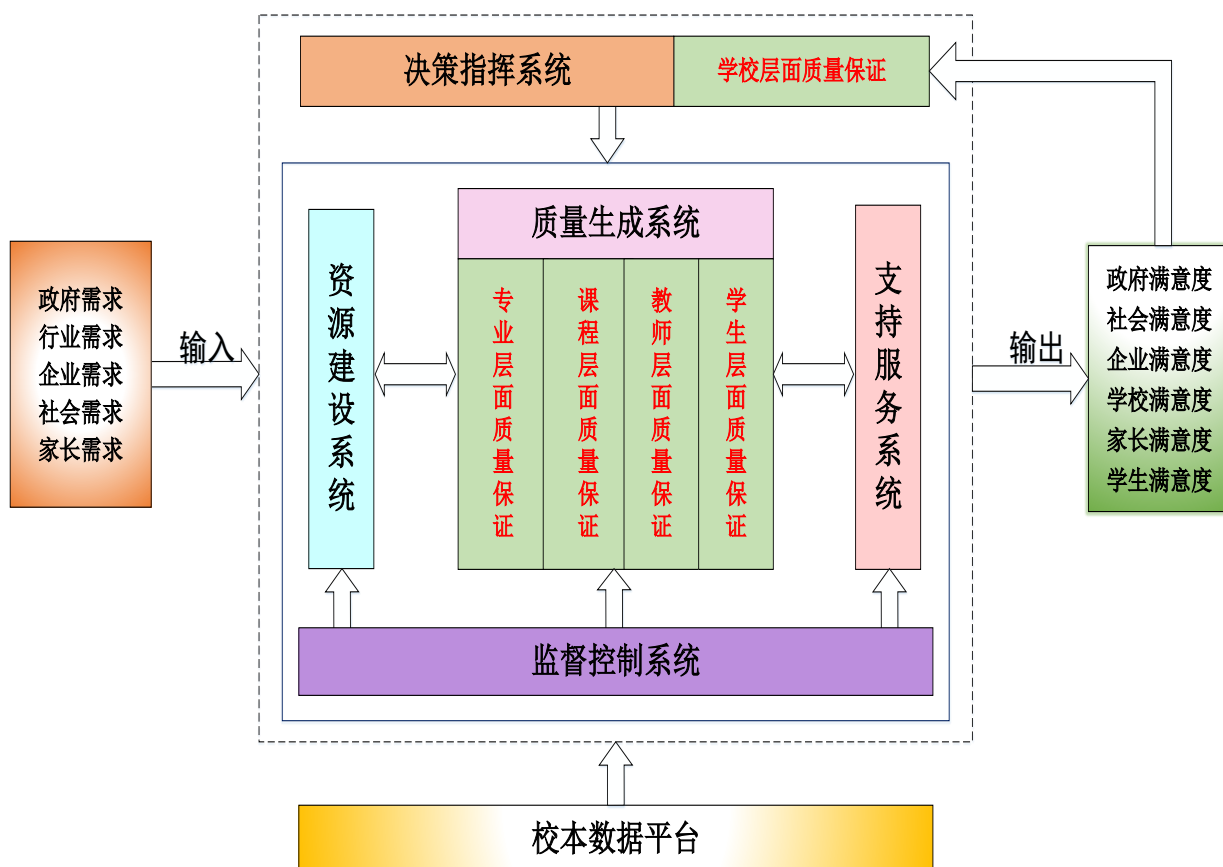 决策指挥系统
学校层面质量保证
政府需求
行业需求
企业需求
社会需求
家长需求
输入
资源建设系统
质量生成系统
专业层面质量保证
课程层面质量保证
教师层面质量保证
学生层面质量保证
支持服务系统
输出
政府满意度
社会满意度
企业满意度
学校满意度
家长满意度
学生满意度
监督控制系统
校本数据平台